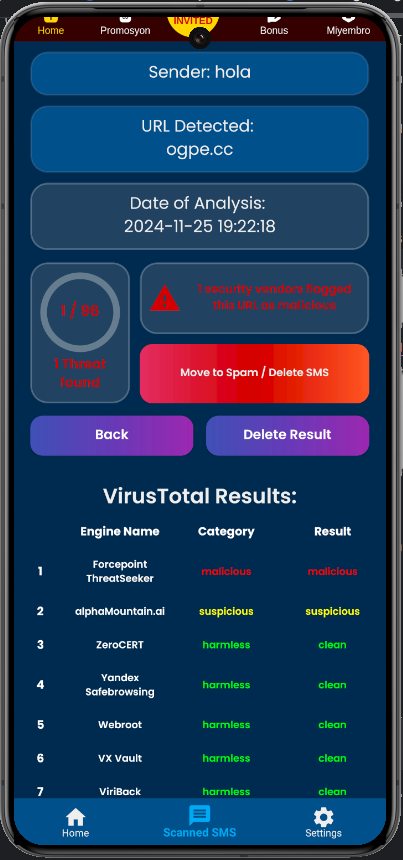 INVITED
Home
Promosyon
Bonus
Miyembro
Sender: hola
URL Detected:
ogpe.cc
Date of Analysis:
2024-11-25 19:22:18
1 / 96
1 Threat
found
1 security vendors flagged
this URL as malicious
Move to Spam / Delete SMS
Back
Delete Result
VirusTotal Results:
Engine Name Category Result
1 Forcepoint ThreatSeeker malicious malicious
2 alphaMountain.ai suspicious suspicious
3 ZeroCERT harmless clean
4 Yandex Safebrowsing harmless clean
5 Webroot harmless clean
6 VX Vault harmless clean
7 ViriBack harmless clean
Home
Scanned SMS
Settings